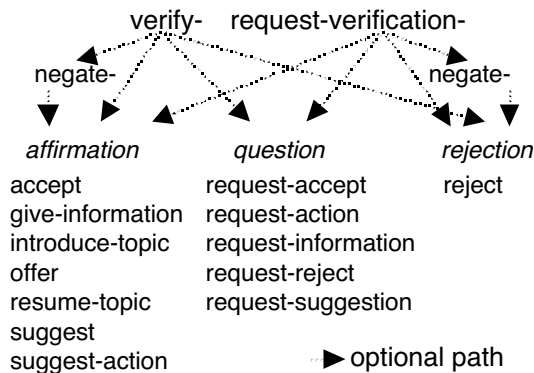 verify- request-verification-
negate- negate-
affirmation question rejection
accept request-accept reject
give-information request-action
introduce-topic request-information
offer request-reject
resume-topic request-suggestion
suggest
suggest-action optional path